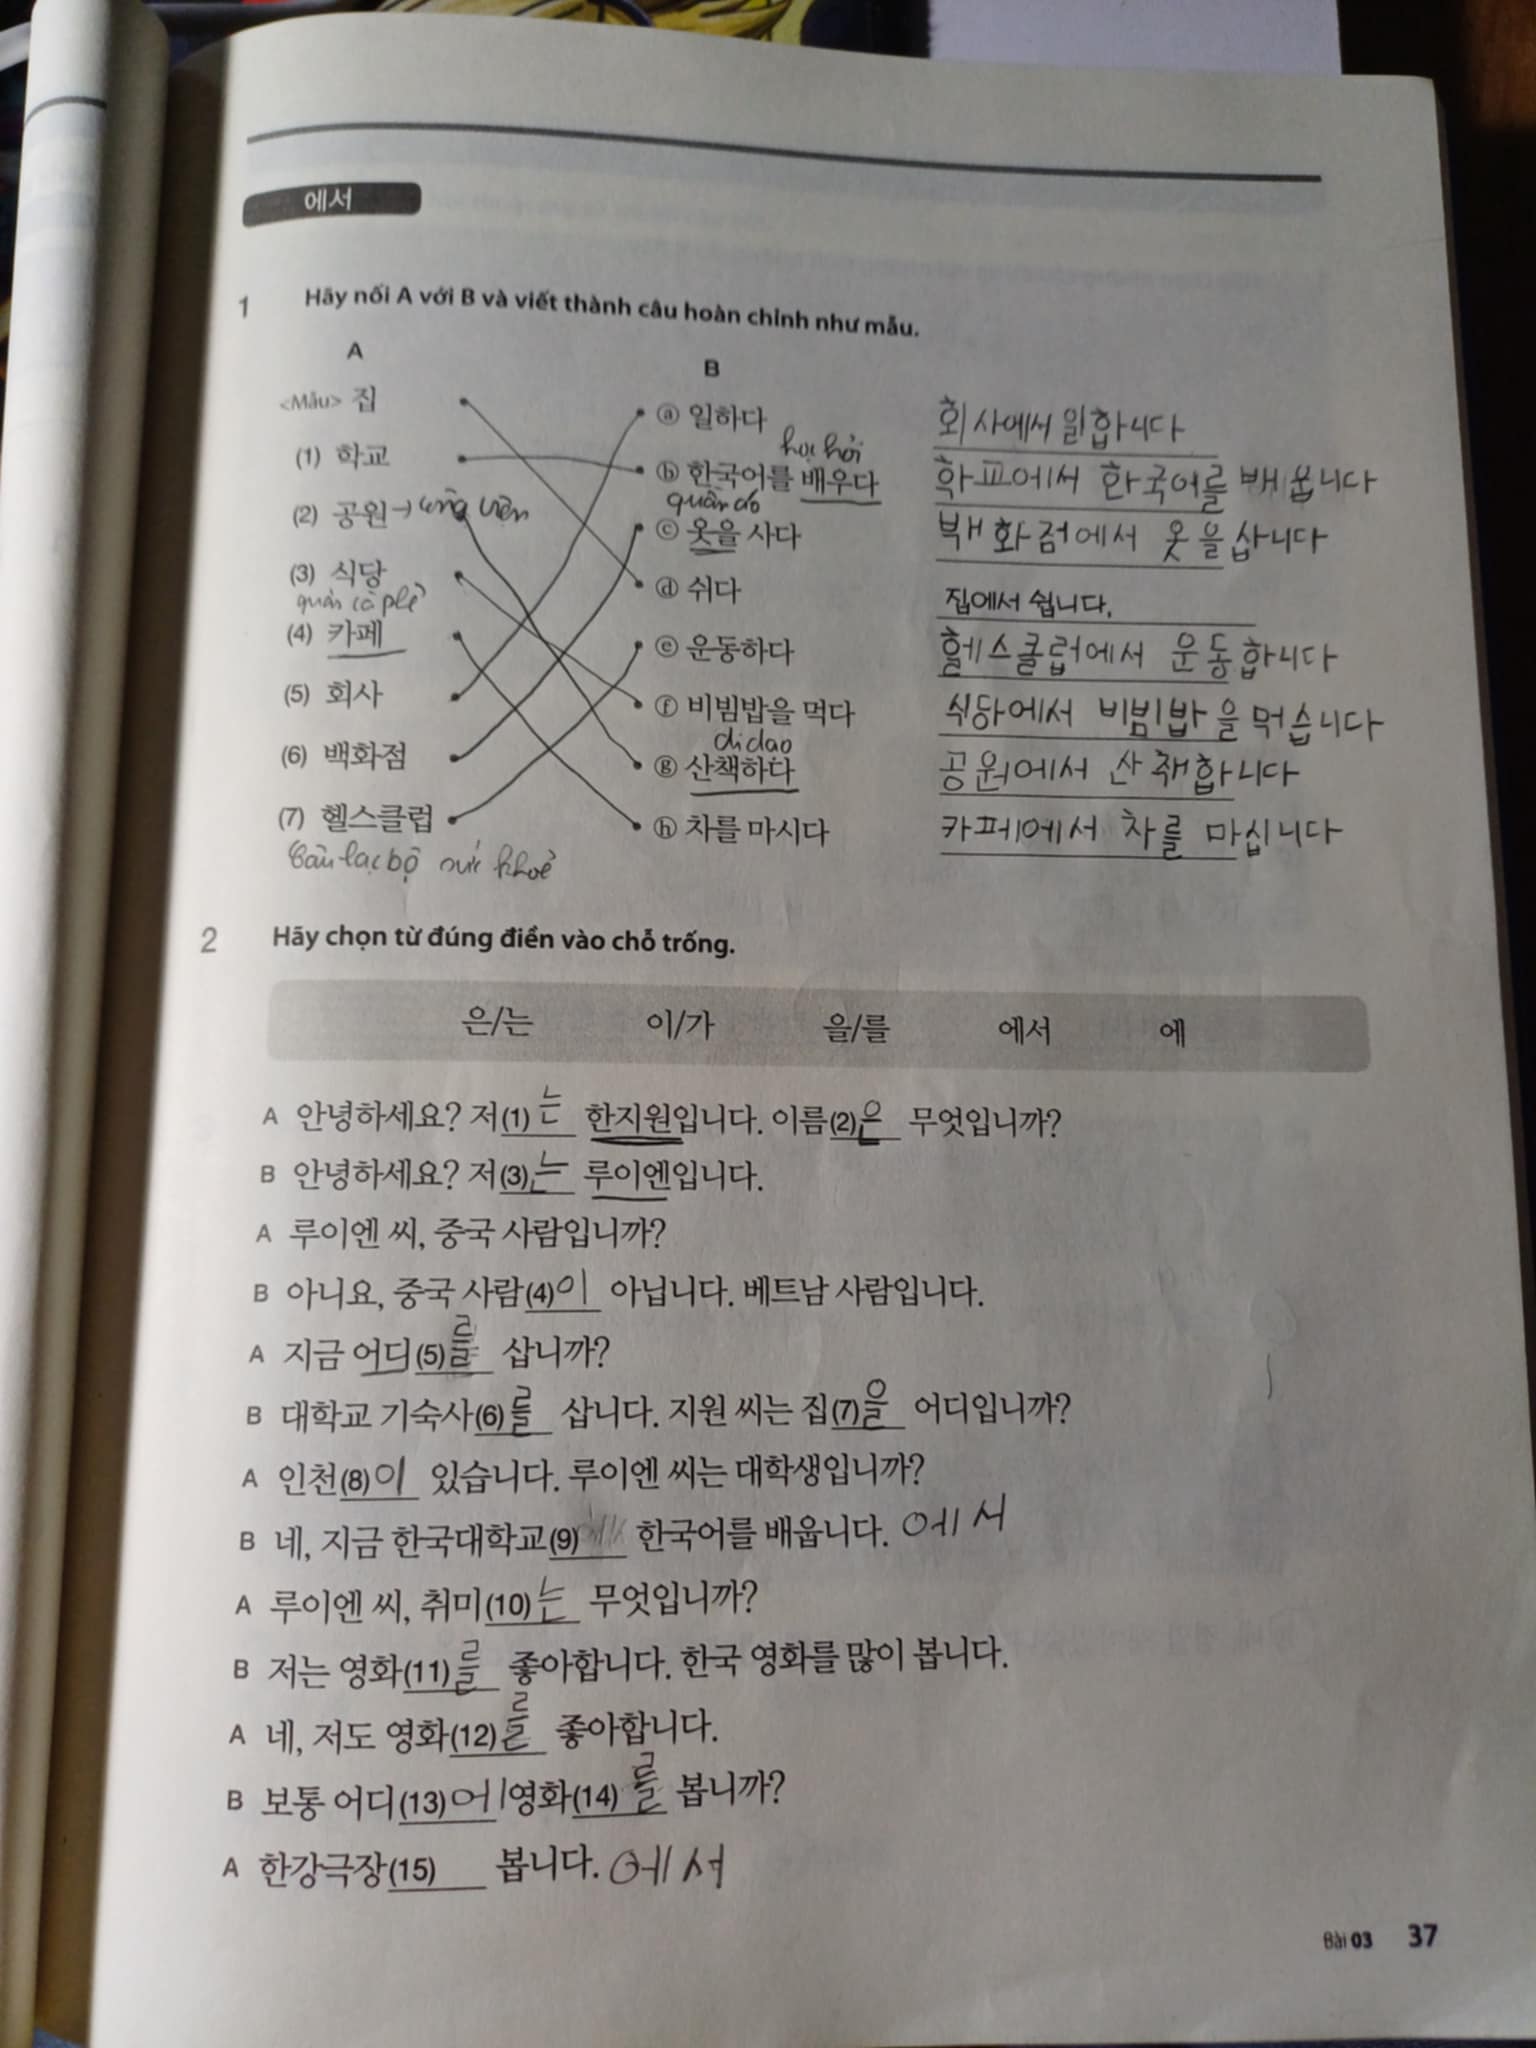 에서
1 Hãy nối A với B và viết thành câu hoàn chỉnh như mẫu.
A B
<Mẫu> 집 ⓐ 일하다 회사에서 일합니다
học hỏi
(1) 학교 ⓑ 한국어를 배우다 학교에서 한국어를 배웁니다
quần áo
(2) 공원 → công viên ⓒ 옷을 사다 백화점에서 옷을 삽니다
(3) 식당 ⓓ 쉬다 집에서 쉽니다.
quán cà phê
(4) 카페 ⓔ 운동하다 헬스클럽에서 운동합니다
(5) 회사 ⓕ 비빔밥을 먹다 식당에서 비빔밥을 먹습니다
di dạo
(6) 백화점 ⓖ 산책하다 공원에서 산책합니다
(7) 헬스클럽 ⓗ 차를 마시다 카페에서 차를 마십니다
Câu lạc bộ sức khoẻ
2 Hãy chọn từ đúng điền vào chỗ trống.
은/는 이/가 을/를 에서 에
A 안녕하세요? 저(1) 는 한지원입니다. 이름(2)은 무엇입니까?
B 안녕하세요? 저(3) 는 루이엔입니다.
A 루이엔 씨, 중국 사람입니까?
B 아니요, 중국 사람(4)이 아닙니다. 베트남 사람입니다.
A 지금 어디(5)를 삽니까?
B 대학교 기숙사(6)를 삽니다. 지원 씨는 집(7)을 어디입니까?
A 인천(8)이 있습니다. 루이엔 씨는 대학생입니까?
B 네, 지금 한국대학교(9) 한국어를 배웁니다. 에서
A 루이엔 씨, 취미(10)는 무엇입니까?
B 저는 영화(11)를 좋아합니다. 한국 영화를 많이 봅니다.
A 네, 저도 영화(12)를 좋아합니다.
B 보통 어디(13)에 영화(14)를 봅니까?
A 한강극장(15) 봅니다. 에서
Bài 03 37